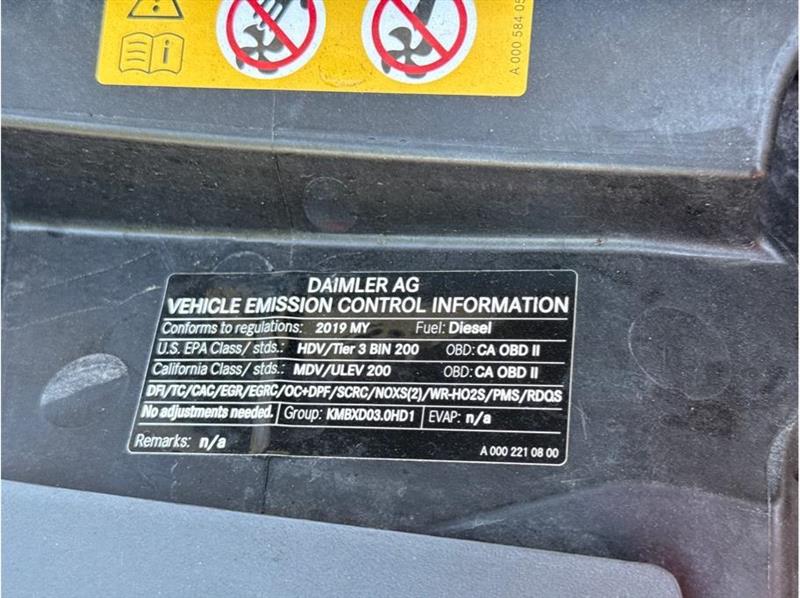 A 000 584 05
DAIMLER AG
VEHICLE EMISSION CONTROL INFORMATION
Conforms to regulations: 2019 MY Fuel: Diesel
U.S. EPA Class/ stds.: HDV/Tier 3 BIN 200 OBD: CA OBD II
California Class/ stds.: MDV/ULEV 200 OBD: CA OBD II
DFI/TC/CAC/EGR/EGRC/OC+DPF/SCRC/NOXS(2)/WR-HO2S/PMS/RDQS
No adjustments needed. Group: KMBXD03.0HD1 EVAP: n/a
Remarks: n/a A 000 221 08 00